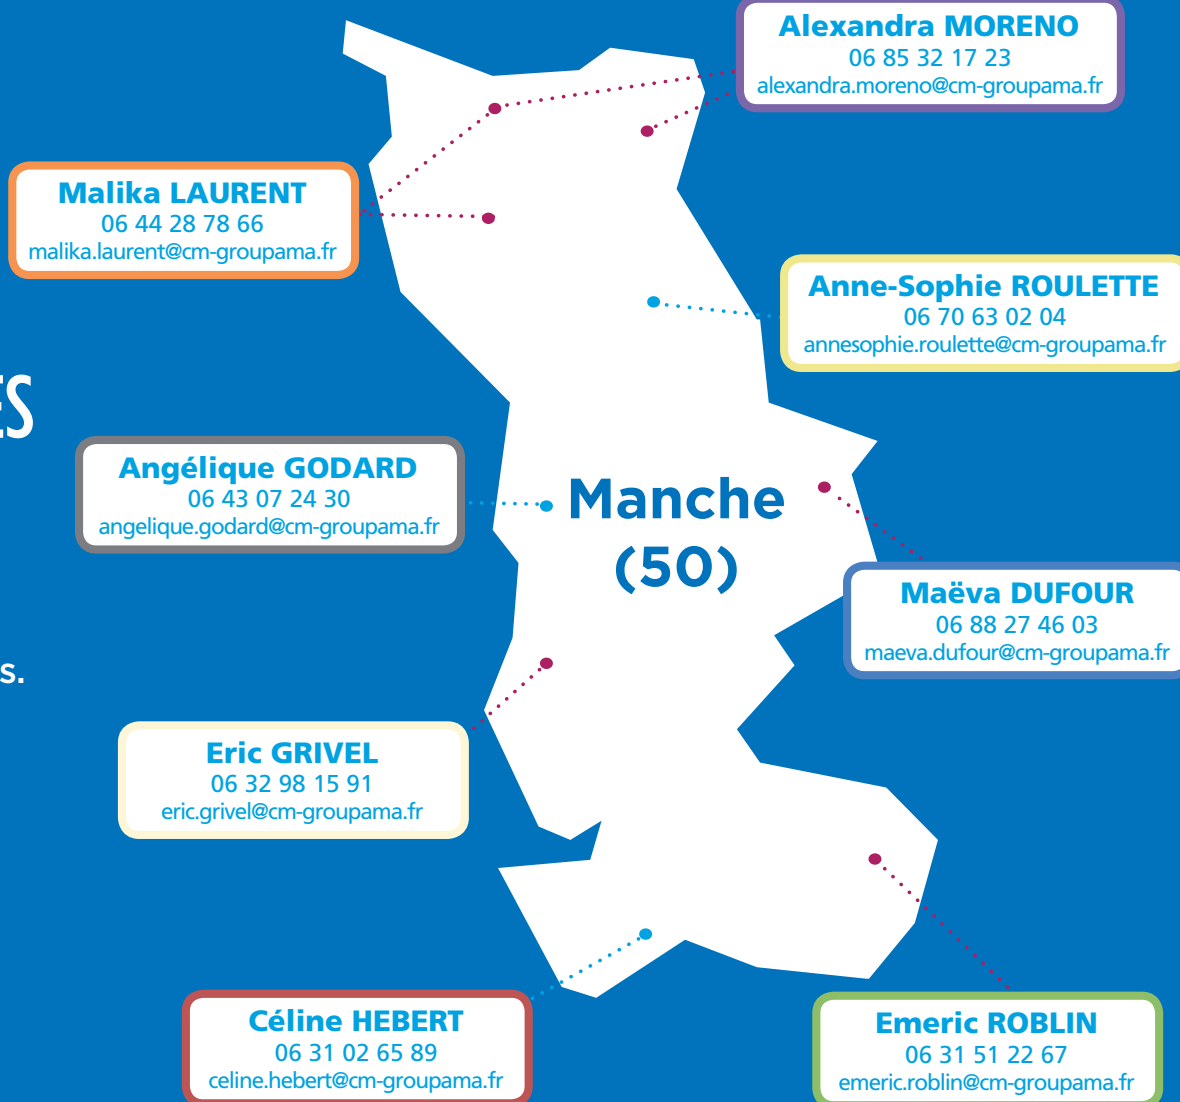 Alexandra MORENO
06 85 32 17 23
alexandra.moreno@cm-groupama.fr
Malika LAURENT
06 44 28 78 66
malika.laurent@cm-groupama.fr
Anne-Sophie ROULETTE
06 70 63 02 04
annesophie.roulette@cm-groupama.fr
ES
Angélique GODARD
06 43 07 24 30
angelique.godard@cm-groupama.fr
Manche
(50)
Maëva DUFOUR
06 88 27 46 03
maeva.dufour@cm-groupama.fr
s.
Eric GRIVEL
06 32 98 15 91
eric.grivel@cm-groupama.fr
Céline HEBERT
06 31 02 65 89
celine.hebert@cm-groupama.fr
Emeric ROBLIN
06 31 51 22 67
emeric.roblin@cm-groupama.fr